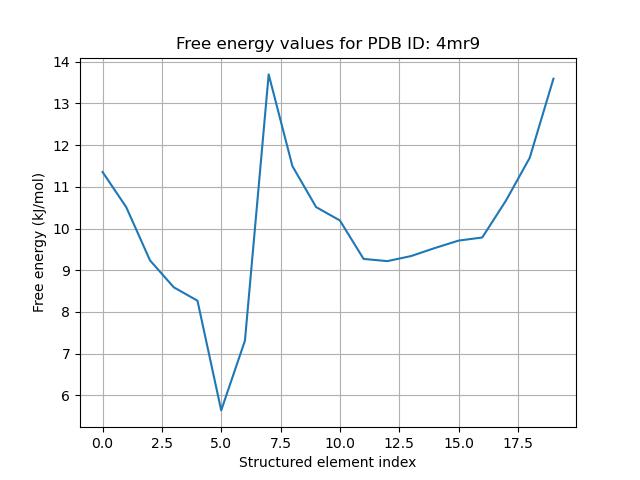 Free energy values for PDB ID: 4mr9
14
13
12
11
10
9
8
7
6
Free energy (kJ/mol)
0.0 2.5 5.0 7.5 10.0 12.5 15.0 17.5
Structured element index